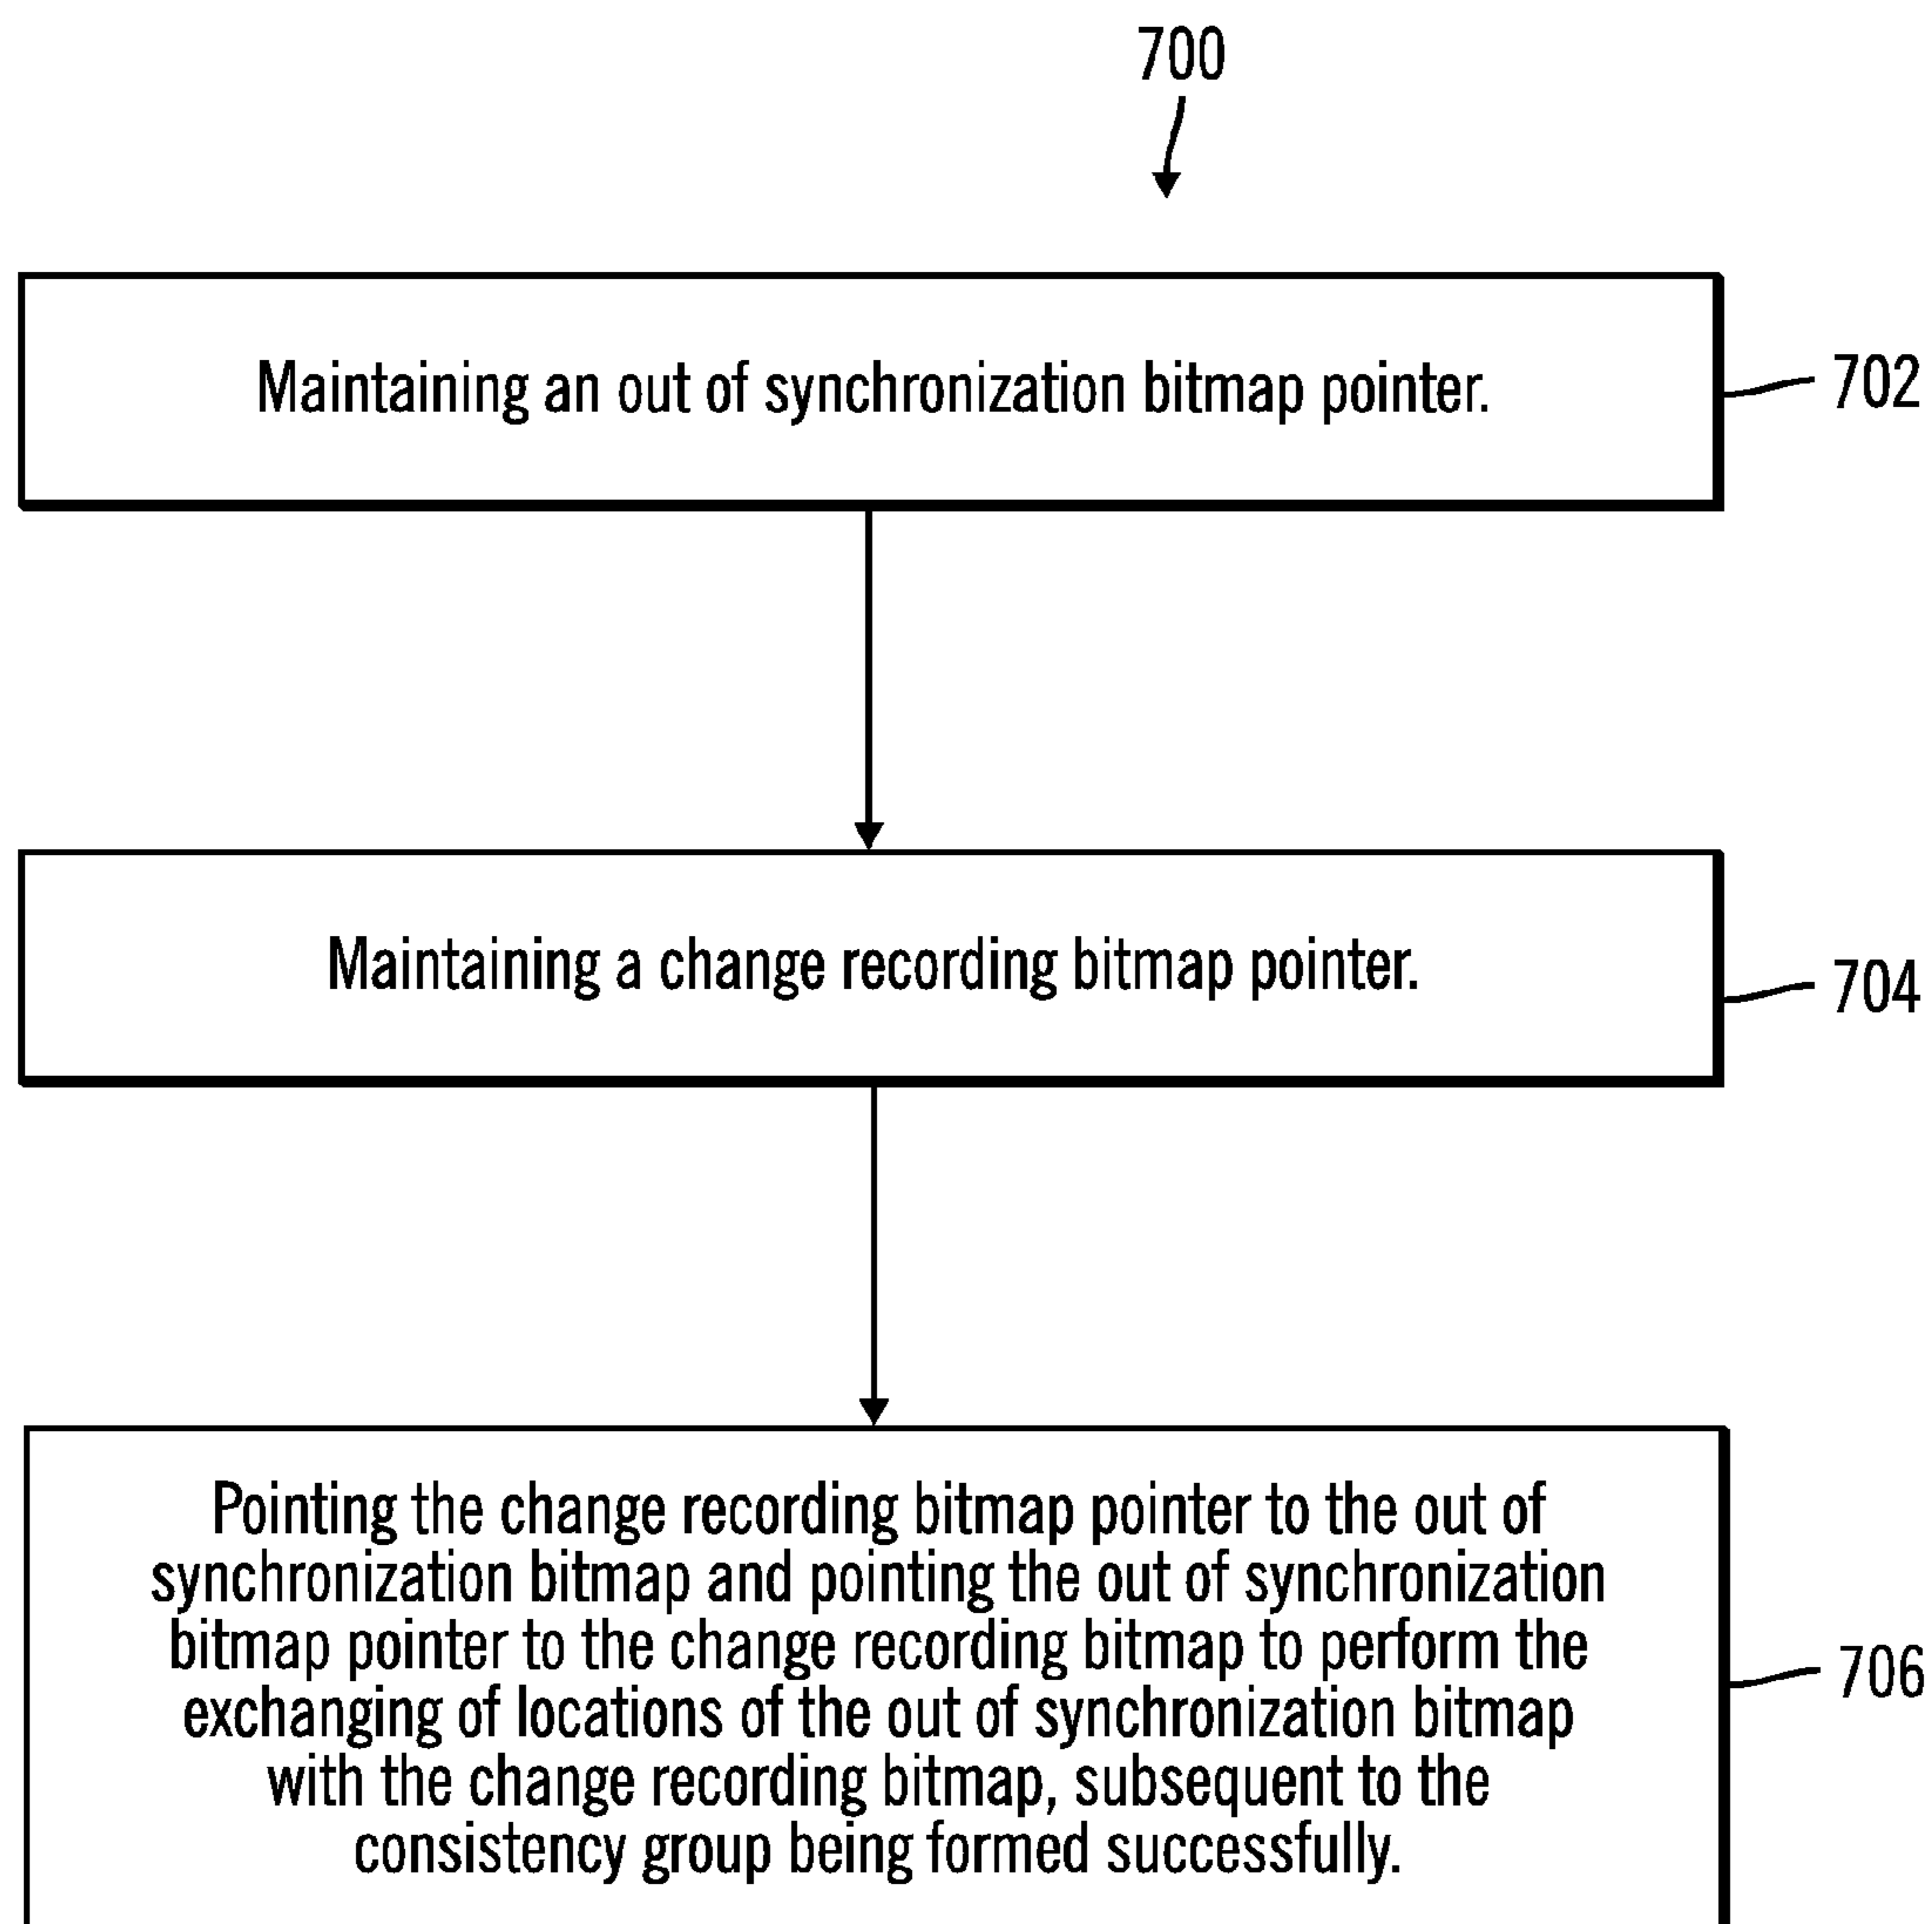 700
Maintaining an out of synchronization bitmap pointer.
702
Maintaining a change recording bitmap pointer.
704
Pointing the change recording bitmap pointer to the out of
synchronization bitmap and pointing the out of synchronization
bitmap pointer to the change recording bitmap to perform the
exchanging of locations of the out of synchronization bitmap
with the change recording bitmap, subsequent to the
consistency group being formed successfully.
706